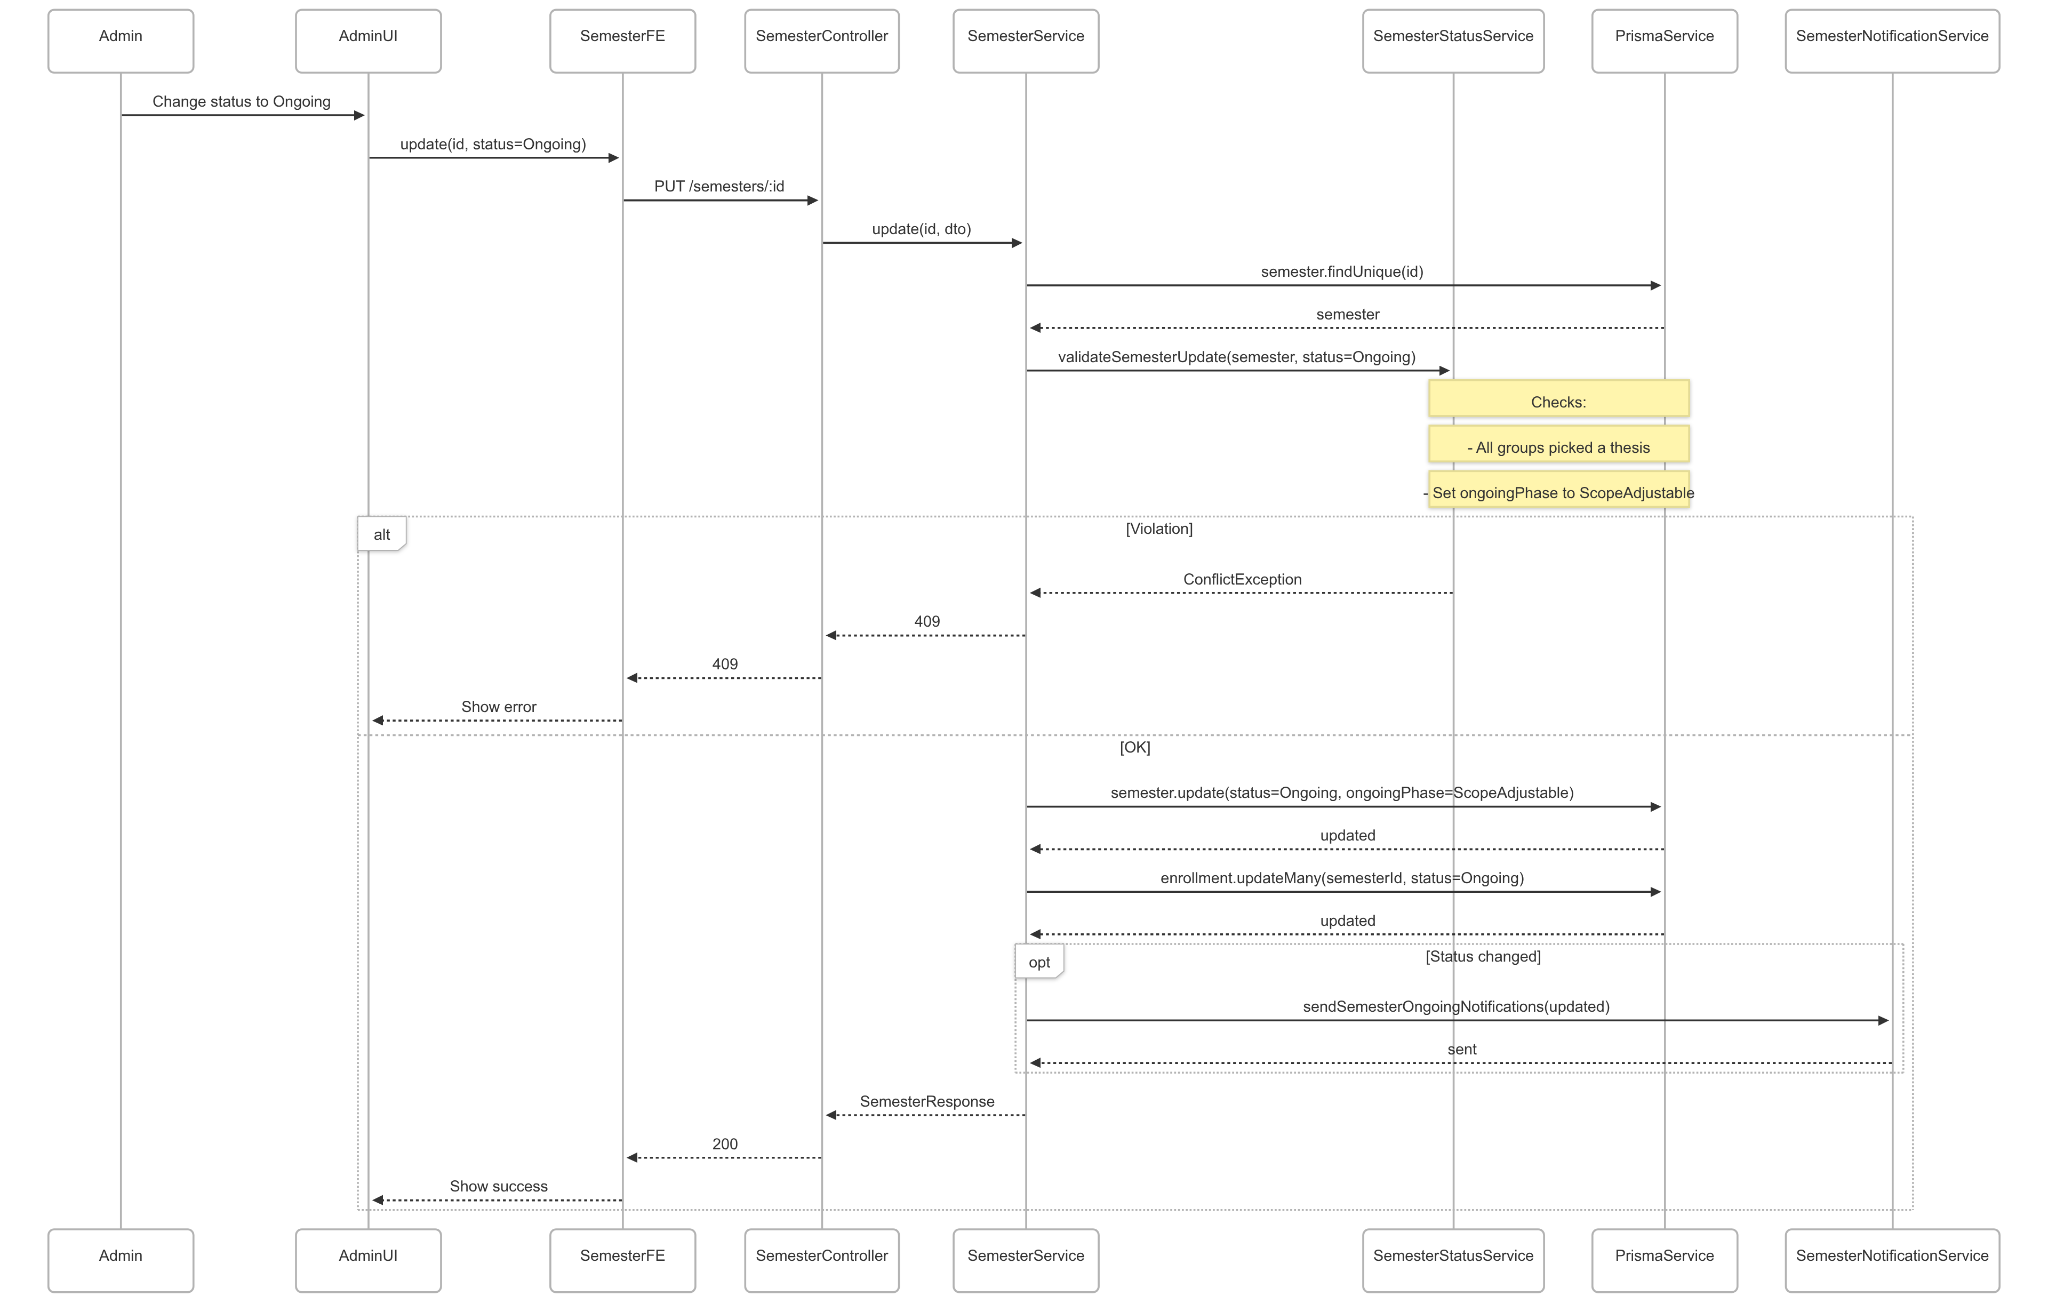 Admin
AdminUI
SemesterFE
SemesterController
SemesterService
SemesterStatusService
PrismaService
SemesterNotificationService
Change status to Ongoing
update(id, status=Ongoing)
PUT /semesters/:id
update(id, dto)
semester.findUnique(id)
semester
validateSemesterUpdate(semester, status=Ongoing)
Checks:
- All groups picked a thesis
- Set ongoingPhase to ScopeAdjustable
alt
[Violation]
ConflictException
409
409
Show error
[OK]
semester.update(status=Ongoing, ongoingPhase=ScopeAdjustable)
updated
enrollment.updateMany(semesterId, status=Ongoing)
updated
opt
[Status changed]
sendSemesterOngoingNotifications(updated)
sent
SemesterResponse
200
Show success
Admin
AdminUI
SemesterFE
SemesterController
SemesterService
SemesterStatusService
PrismaService
SemesterNotificationService